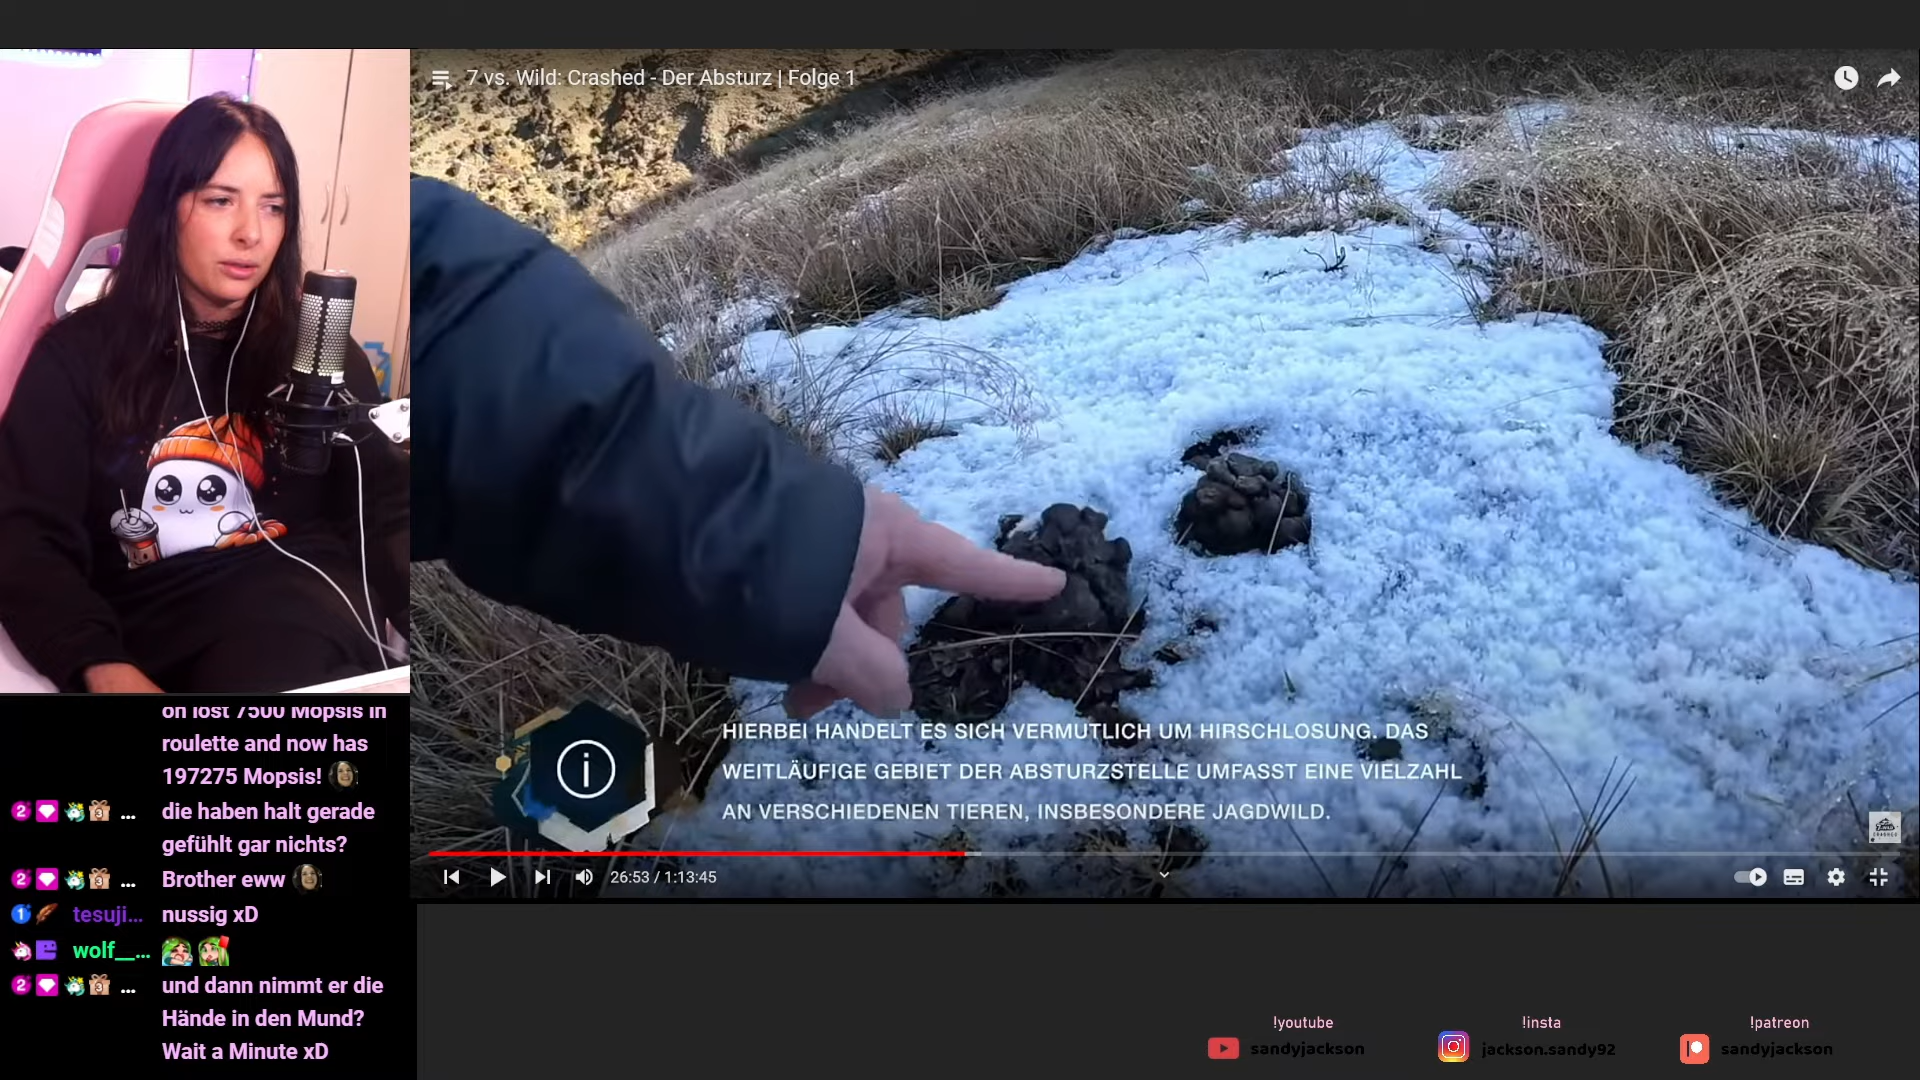 7 vs. Wild: Crashed - Der Absturz | Folge 1
HIERBEI HANDELT ES SICH VERMUTLICH UM HIRSCHLOSUNG. DAS
WEITLÄUFIGE GEBIET DER ABSTURZSTELLE UMFASST EINE VIELZAHL
AN VERSCHIEDENEN TIEREN, INSBESONDERE JAGDWILD.
26:53 / 1:13:45
on lost 7500 Mopsis in
roulette and now has
197275 Mopsis!
... die haben halt gerade
gefühlt gar nichts?
... Brother eww
tesuji... nussig xD
wolf__...
... und dann nimmt er die
Hände in den Mund?
Wait a Minute xD
!youtube
sandyjackson
!insta
jackson.sandy92
!patreon
sandyjackson